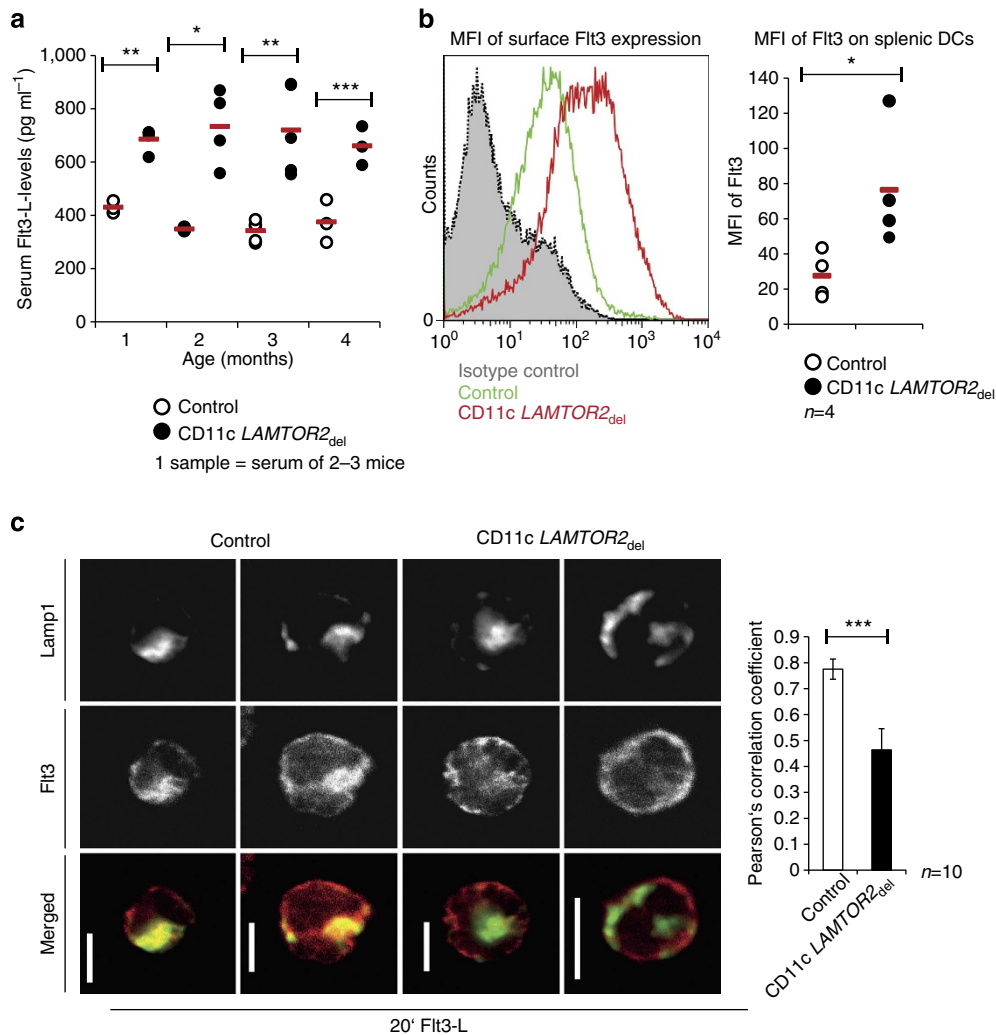 a
** * ** ***
1,000
800
600
400
200
0
Serum Flt3-L-levels (pg ml−1)
1 2 3 4
Age (months)
Control
CD11c LAMTOR2del
1 sample = serum of 2–3 mice
b
MFI of surface Flt3 expression
Counts
0
10⁰ 10¹ 10² 10³ 10⁴
Isotype control
Control
CD11c LAMTOR2del
MFI of Flt3 on splenic DCs
*
140
120
100
80
60
40
20
0
MFI of Flt3
Control
CD11c LAMTOR2del
n=4
c
Control CD11c LAMTOR2del
Lamp1
Flt3
Merged
20‘ Flt3-L
***
0.9
0.8
0.7
0.6
0.5
0.4
0.3
0.2
0.1
0
Pearson‘s correlation coefficient
Control
CD11c LAMTOR2del
n=10